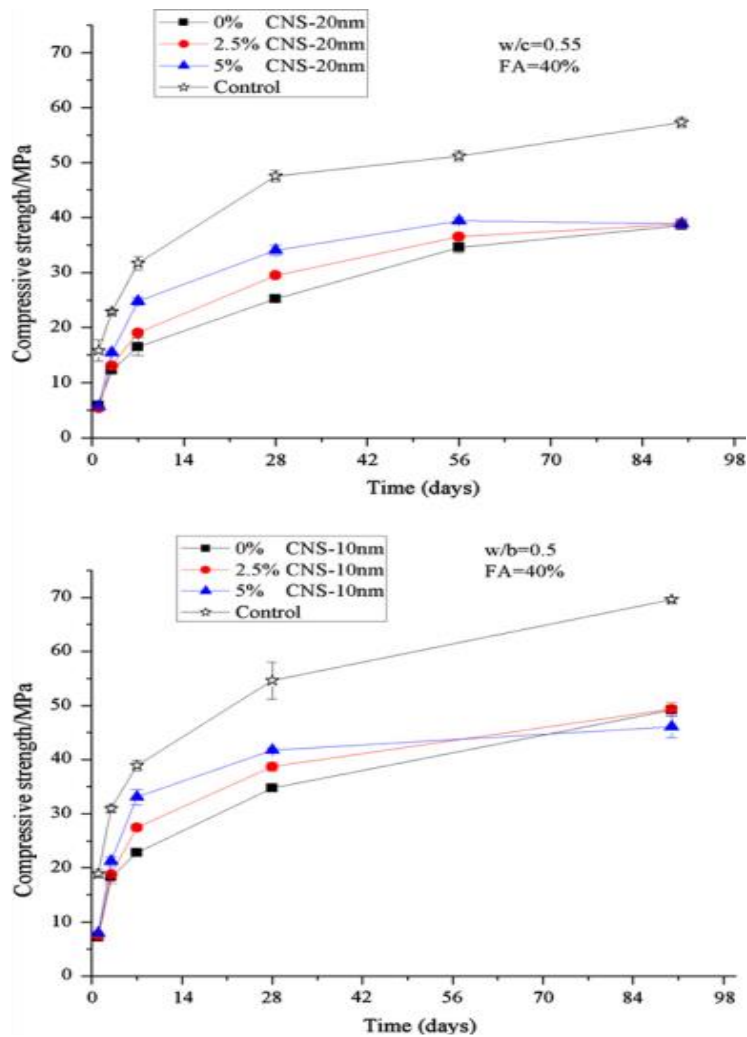 0% CNS-20nm
2.5% CNS-20nm
5% CNS-20nm
Control
w/c=0.55
FA=40%
Compressive strength/MPa
70
60
50
40
30
20
10
0
0 14 28 42 56 70 84 98
Time (days)
0% CNS-10nm
2.5% CNS-10nm
5% CNS-10nm
Control
w/b=0.5
FA=40%
Compressive strength/MPa
70
60
50
40
30
20
10
0
0 14 28 42 56 70 84 98
Time (days)